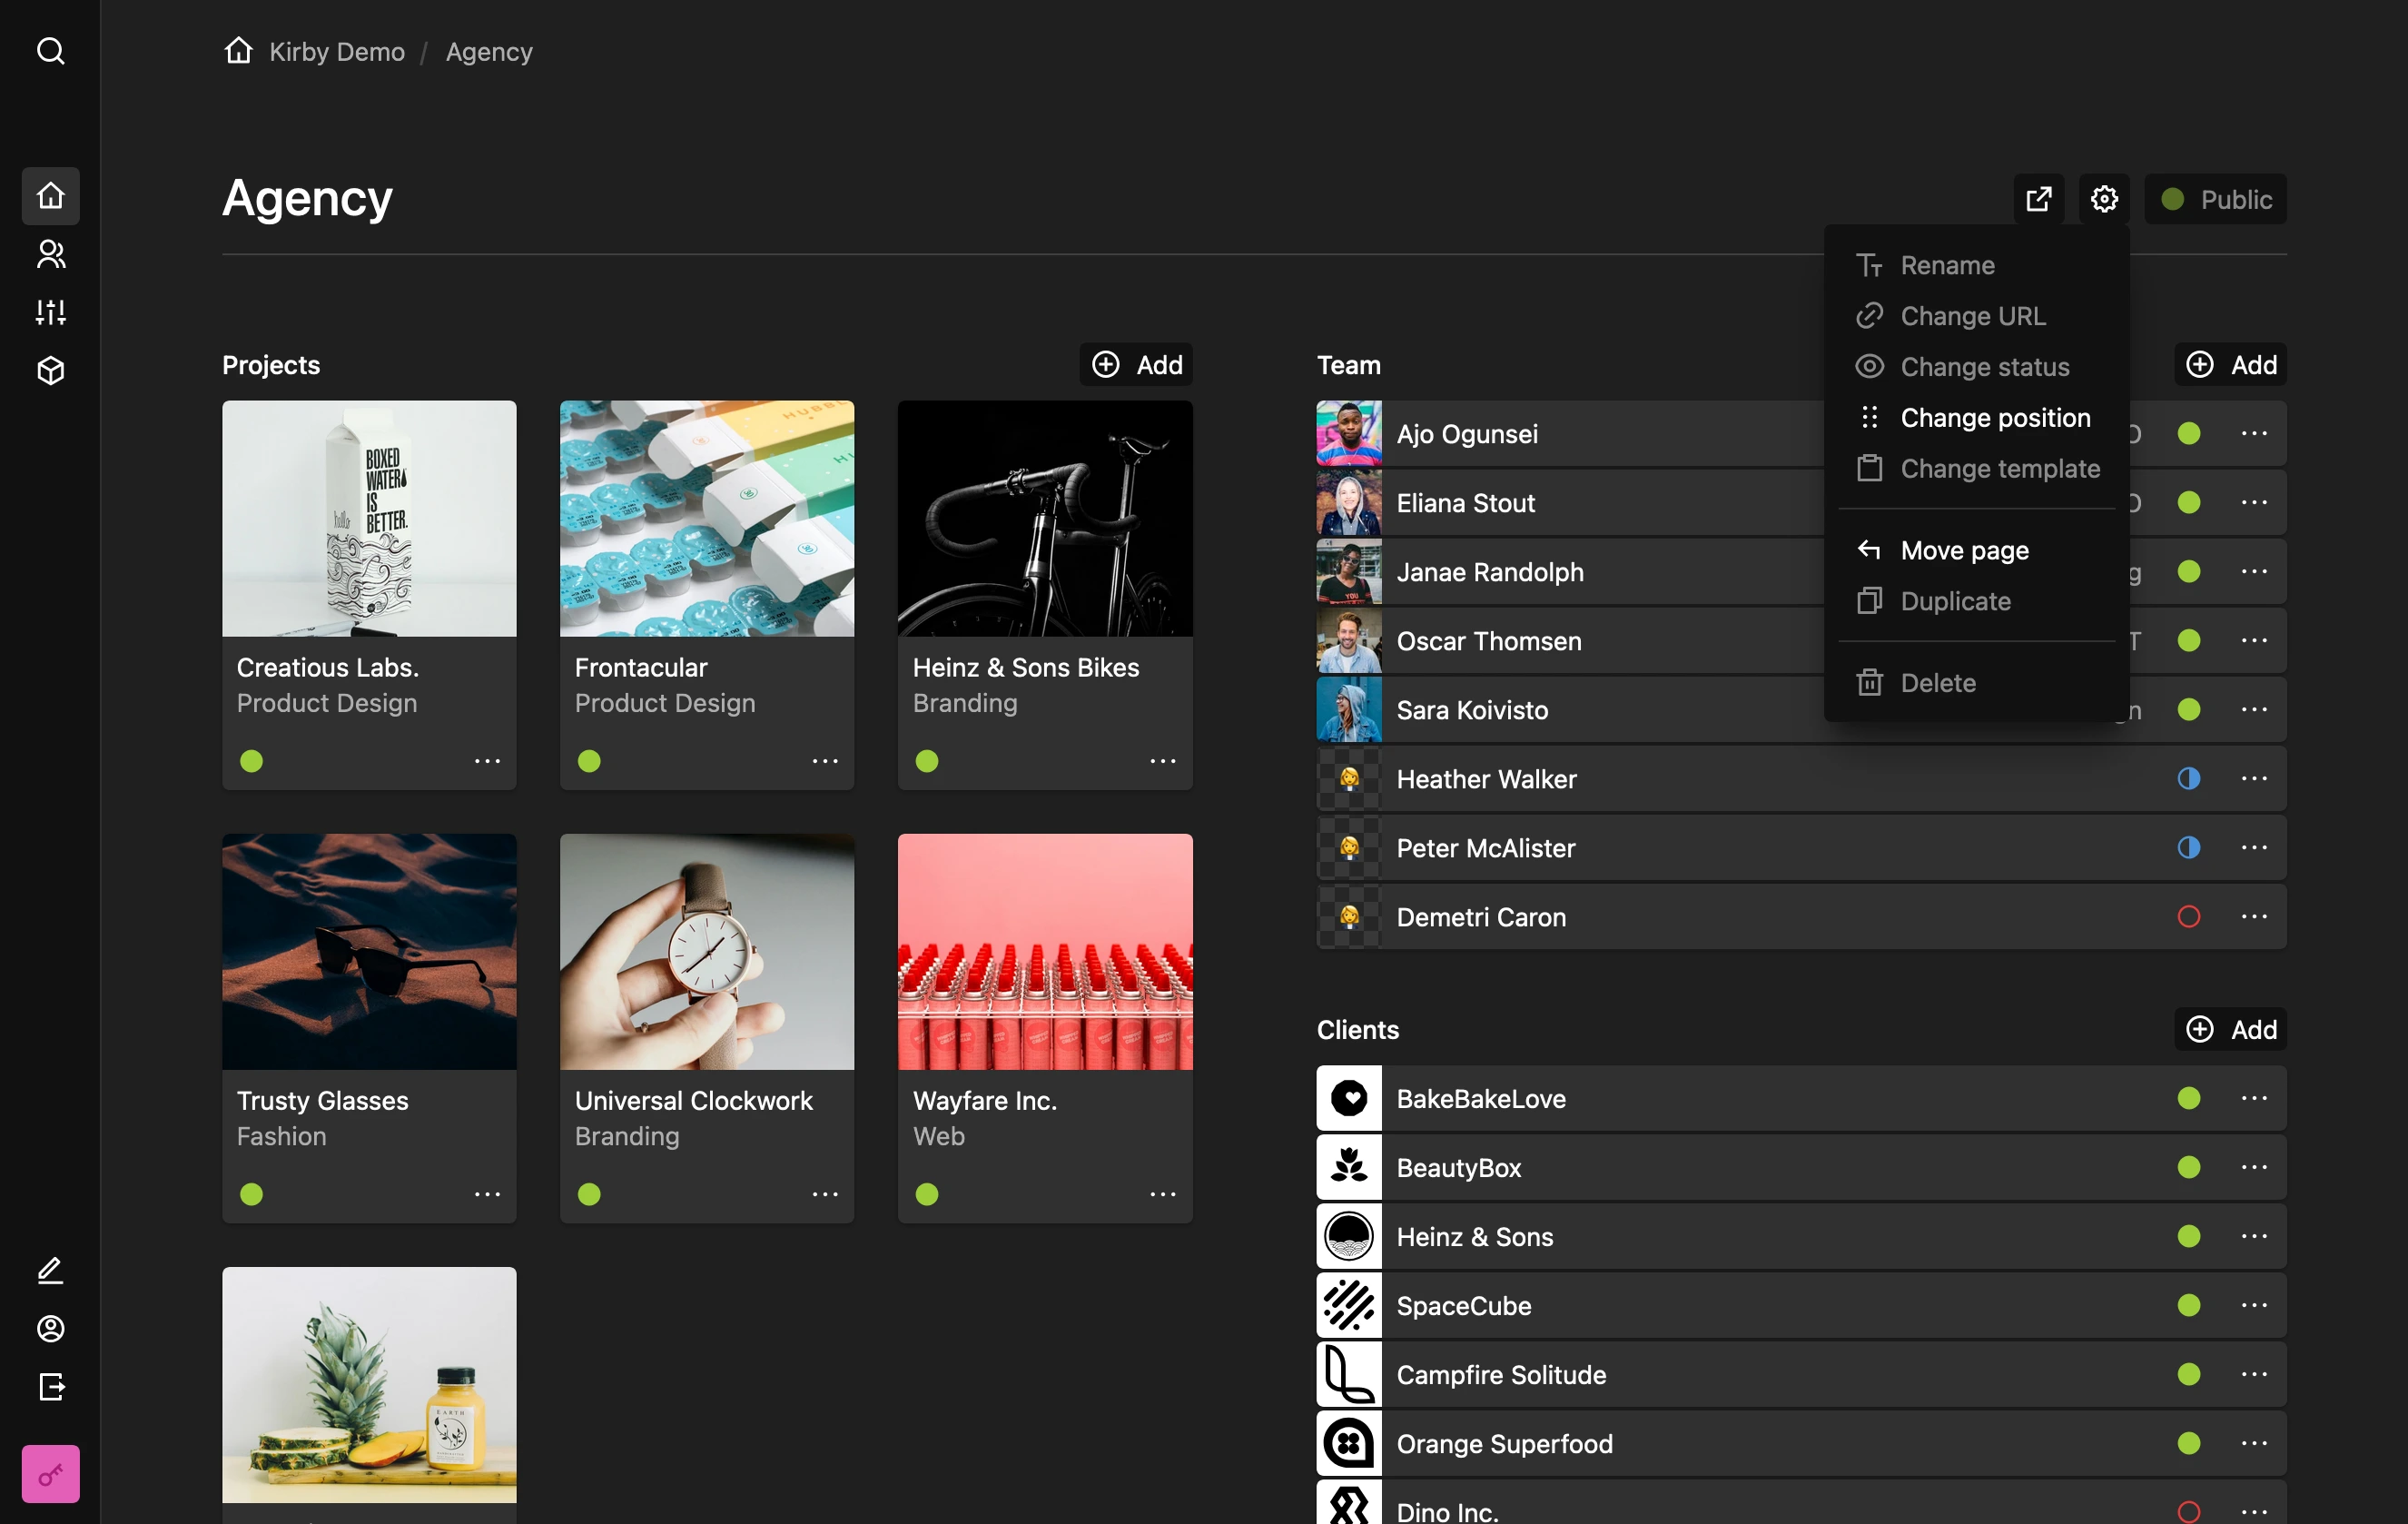 Kirby Demo / Agency
Agency
Public
Rename
Change URL
Change status
Change position
Change template
Move page
Duplicate
Delete
Projects
Add
BOXED
WATER
IS
BETTER.
hello
Creatious Labs.
Product Design
Frontacular
Product Design
Heinz & Sons Bikes
Branding
Trusty Glasses
Fashion
Universal Clockwork
Branding
Wayfare Inc.
Web
EARTH
Team
Add
Ajo Ogunsei
Eliana Stout
Janae Randolph
YOU
Oscar Thomsen
Sara Koivisto
Heather Walker
Peter McAlister
Demetri Caron
Clients
Add
BakeBakeLove
BeautyBox
Heinz & Sons
SpaceCube
Campfire Solitude
Orange Superfood
Dino Inc.